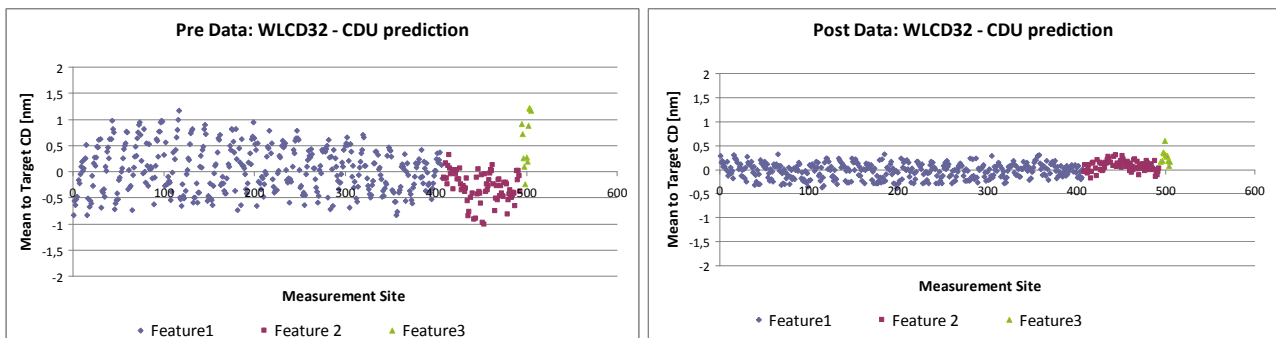 Pre Data: WLCD32 - CDU prediction
Mean to Target CD [nm]
2
1,5
1
0,5
0
-0,5
-1
-1,5
-2
0
100
200
300
400
500
600
Measurement Site
Feature1
Feature 2
Feature3
Post Data: WLCD32 - CDU prediction
Mean to Target CD [nm]
2
1,5
1
0,5
0
-0,5
-1
-1,5
-2
0
100
200
300
400
500
600
Measurement Site
Feature1
Feature 2
Feature3